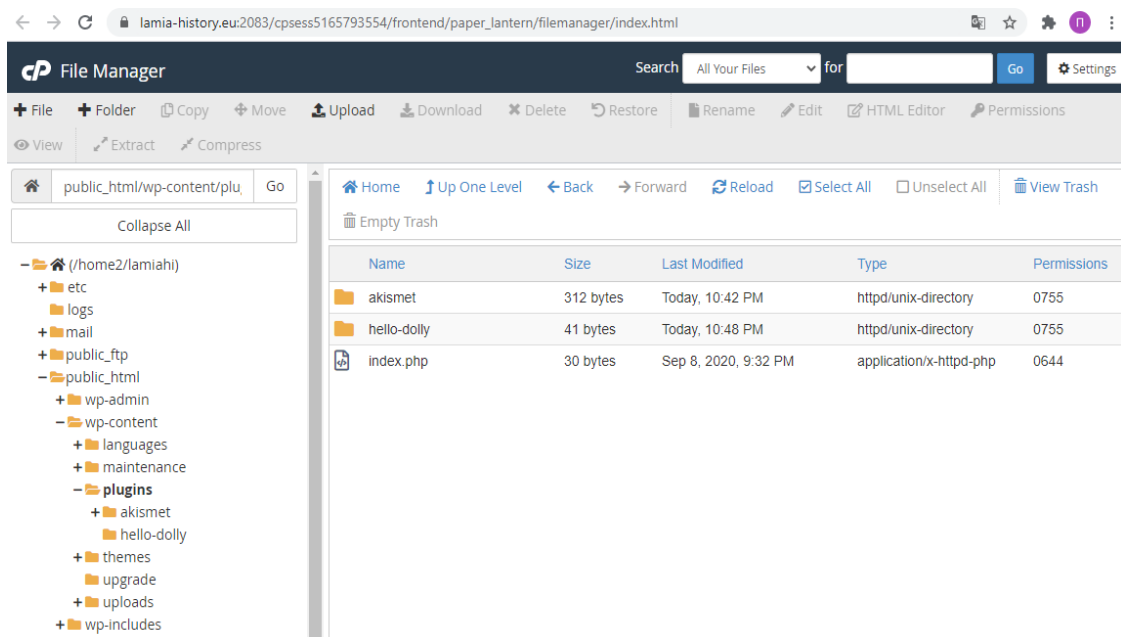 lamia-history.eu:2083/cpsess5165793554/frontend/paper_lantern/filemanager/index.html
П
cP File Manager
Search All Your Files for Go Settings
File Folder Copy Move Upload Download Delete Restore Rename Edit HTML Editor Permissions
View Extract Compress
public_html/wp-content/plu Go
Collapse All
(/home2/lamiahi)
etc
logs
mail
public_ftp
public_html
wp-admin
wp-content
languages
maintenance
plugins
akismet
hello-dolly
themes
upgrade
uploads
wp-includes
Home Up One Level Back Forward Reload Select All Unselect All View Trash
Empty Trash
Name Size Last Modified Type Permissions
akismet 312 bytes Today, 10:42 PM httpd/unix-directory 0755
hello-dolly 41 bytes Today, 10:48 PM httpd/unix-directory 0755
index.php 30 bytes Sep 8, 2020, 9:32 PM application/x-httpd-php 0644